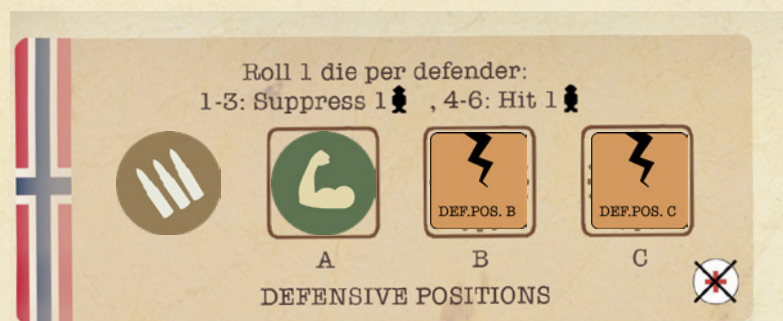 Roll 1 die per defender:
1-3: Suppress 1 , 4-6: Hit 1
DEF.POS. B DEF.POS. C
A B C
DEFENSIVE POSITIONS